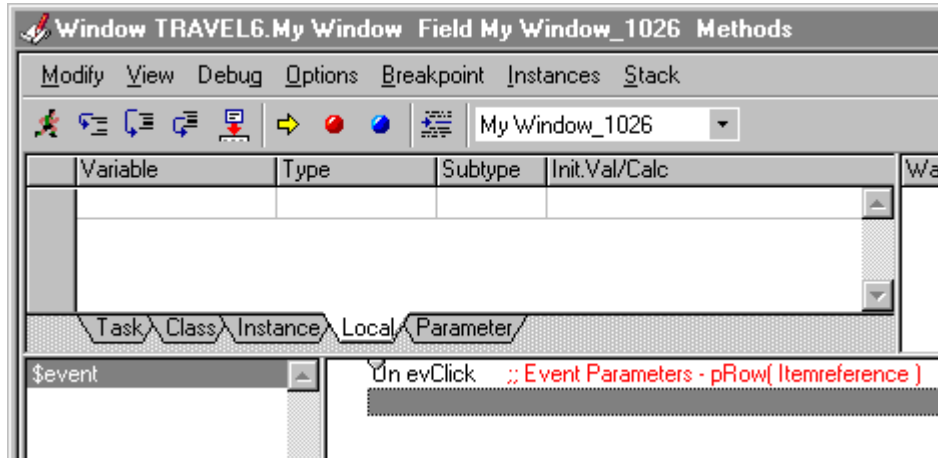 Window TRAVEL6.My Window Field My Window_1026 Methods
Modify View Debug Options Breakpoint Instances Stack
My Window_1026
Variable Type Subtype Init.Val/Calc Wa
Task Class Instance Local Parameter
$event On evClick ;; Event Parameters - pRow( Itemreference )